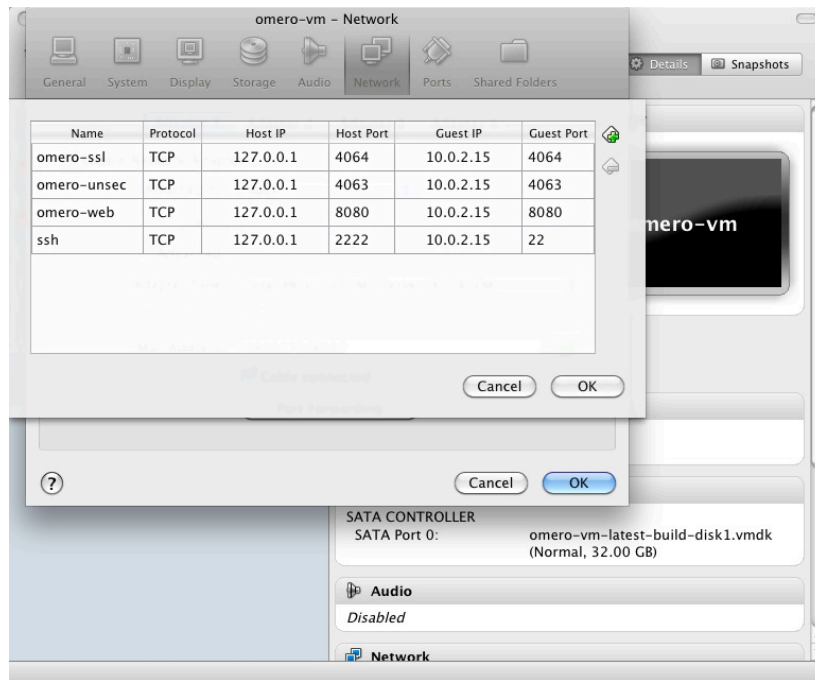 omero-vm – Network
General System Display Storage Audio Network Ports Shared Folders
Details Snapshots
Name Protocol Host IP Host Port Guest IP Guest Port
omero-ssl TCP 127.0.0.1 4064 10.0.2.15 4064
omero-unsec TCP 127.0.0.1 4063 10.0.2.15 4063
omero-web TCP 127.0.0.1 8080 10.0.2.15 8080
ssh TCP 127.0.0.1 2222 10.0.2.15 22
mero-vm
Cable connected
Port Forwarding
Cancel OK
?
Cancel OK
SATA CONTROLLER
SATA Port 0: omero-vm-latest-build-disk1.vmdk
(Normal, 32.00 GB)
Audio
Disabled
Network